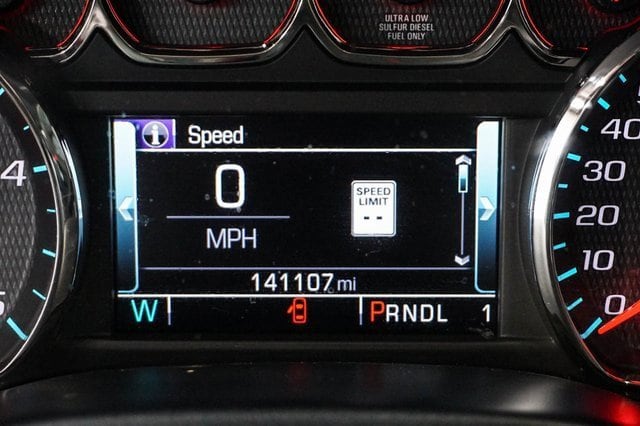 ULTRA LOW
SULFUR DIESEL
FUEL ONLY
i Speed
0
MPH
SPEED
LIMIT
--
141107 mi
W PRNDL 1
4
5
40
30
20
10
0